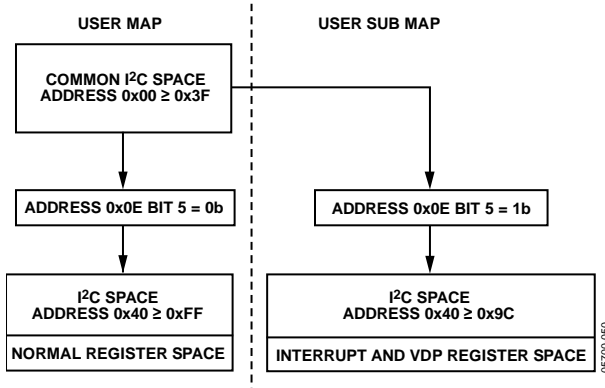 USER MAP
USER SUB MAP
COMMON I2C SPACE
ADDRESS 0x00 ≥ 0x3F
ADDRESS 0x0E BIT 5 = 0b
ADDRESS 0x0E BIT 5 = 1b
I2C SPACE
ADDRESS 0x40 ≥ 0xFF
NORMAL REGISTER SPACE
I2C SPACE
ADDRESS 0x40 ≥ 0x9C
INTERRUPT AND VDP REGISTER SPACE